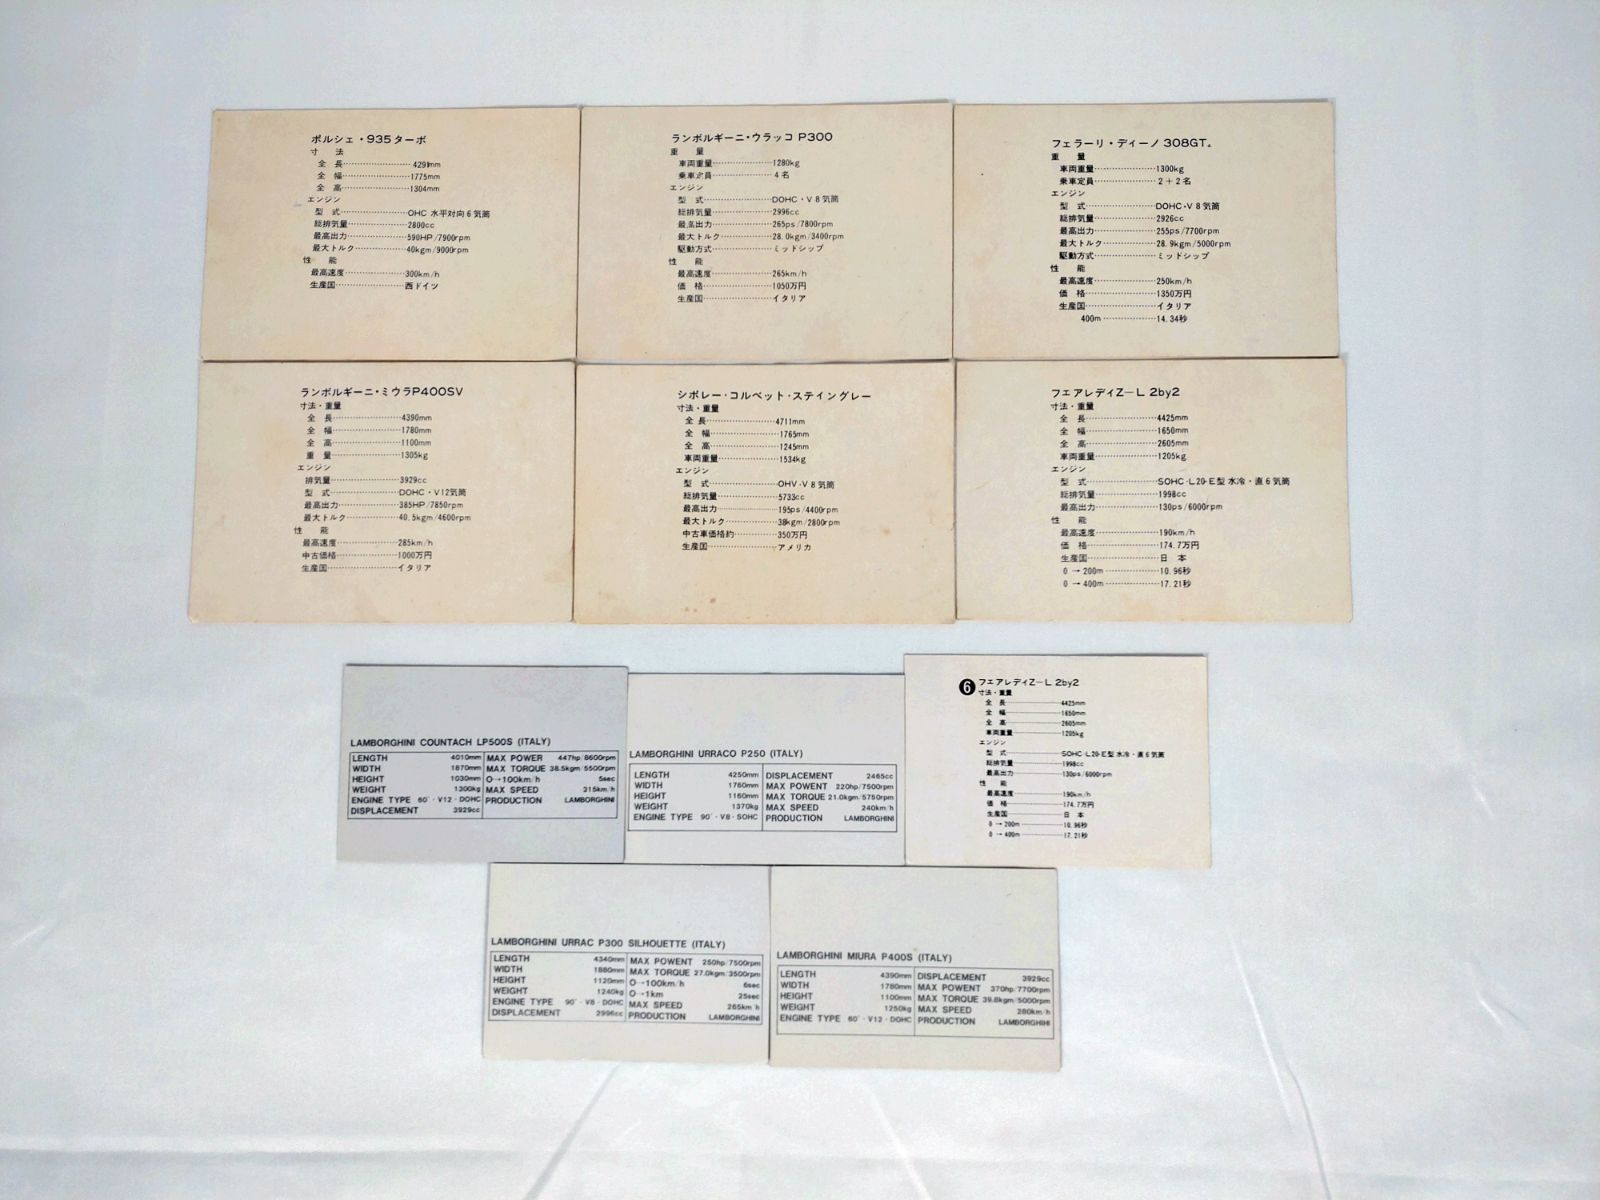 ポルシェ・935ターボ
寸　法
全　長 4291mm
全　幅 1775mm
全　高 1304mm
エンジン
型　式 OHC 水平対向6気筒
総排気量 2800cc
最高出力 590HP/7900rpm
最大トルク 40kgm/9000rpm
性　能
最高速度 300km/h
生産国 西ドイツ
ランボルギーニ・ウラッコ P300
重　量
車両重量 1280kg
乗車定員 4名
エンジン
型　式 DOHC・V8気筒
総排気量 2996cc
最高出力 265ps/7800rpm
最大トルク 28.0kgm/3400rpm
駆動方式 ミッドシップ
性　能
最高速度 265km/h
価　格 1050万円
生産国 イタリア
フェラーリ・ディーノ 308GT4
重　量
車両重量 1300kg
乗車定員 2+2名
エンジン
型　式 DOHC・V8気筒
総排気量 2926cc
最高出力 255ps/7700rpm
最大トルク 28.9kgm/5000rpm
駆動方式 ミッドシップ
性　能
最高速度 250km/h
価　格 1350万円
生産国 イタリア
400m 14.34秒
ランボルギーニ・ミウラP400SV
寸法・重量
全　長 4390mm
全　幅 1780mm
全　高 1100mm
重　量 1305kg
エンジン
排気量 3929cc
型　式 DOHC・V12気筒
最高出力 385HP/7850rpm
最大トルク 40.5kgm/4600rpm
性　能
最高速度 285km/h
中古価格 1000万円
生産国 イタリア
シボレー・コルベット・スティングレー
寸法・重量
全　長 4711mm
全　幅 1765mm
全　高 1245mm
車両重量 1534kg
エンジン
型　式 OHV・V8気筒
総排気量 5733cc
最高出力 195ps/4400rpm
最大トルク 38kgm/2800rpm
中古車価格約 350万円
生産国 アメリカ
フェアレディZ-L 2by2
寸法・重量
全　長 4425mm
全　幅 1650mm
全　高 2605mm
車両重量 1205kg
エンジン
型　式 SOHC・L20-E型 水冷・直6気筒
総排気量 1998cc
最高出力 130ps/6000rpm
性　能
最高速度 190km/h
価　格 174.7万円
生産国 日　本
0→200m 10.96秒
0→400m 17.21秒
LAMBORGHINI COUNTACH LP500S (ITALY)
LENGTH 4010mm MAX POWER 447hp/8600rpm
WIDTH 1870mm MAX TORQUE 38.5kgm/5500rpm
HEIGHT 1030mm O→100km/h 5sec
WEIGHT 1300kg MAX SPEED 315km/h
ENGINE TYPE 60°・V12・DOHC PRODUCTION LAMBORGHINI
DISPLACEMENT 3929cc
LAMBORGHINI URRACO P250 (ITALY)
LENGTH 4250mm DISPLACEMENT 2465cc
WIDTH 1760mm MAX POWENT 220hp/7500rpm
HEIGHT 1160mm MAX TORQUE 21.0kgm/5750rpm
WEIGHT 1370kg MAX SPEED 240km/h
ENGINE TYPE 90°・V8・SOHC PRODUCTION LAMBORGHINI
6 フェアレディZ-L 2by2
寸法・重量
全　長 4425mm
全　幅 1650mm
全　高 2605mm
車両重量 1205kg
エンジン
型　式 SOHC・L20-E型 水冷・直6気筒
総排気量 1998cc
最高出力 130ps/6000rpm
性　能
最高速度 190km/h
価　格 174.7万円
生産国 日　本
0→200m 10.96秒
0→400m 17.21秒
LAMBORGHINI URRAC P300 SILHOUETTE (ITALY)
LENGTH 4340mm MAX POWENT 250hp/7500rpm
WIDTH 1880mm MAX TORQUE 27.0kgm/3500rpm
HEIGHT 1120mm O→100km/h 6sec
WEIGHT 1240kg O→1km 25sec
ENGINE TYPE 90°・V8・DOHC MAX SPEED 265km/h
DISPLACEMENT 2996cc PRODUCTION LAMBORGHINI
LAMBORGHINI MIURA P400S (ITALY)
LENGTH 4390mm DISPLACEMENT 3929cc
WIDTH 1780mm MAX POWENT 370hp/7700rpm
HEIGHT 1100mm MAX TORQUE 39.8kgm/5000rpm
WEIGHT 1250kg MAX SPEED 280km/h
ENGINE TYPE 60°・V12・DOHC PRODUCTION LAMBORGHINI